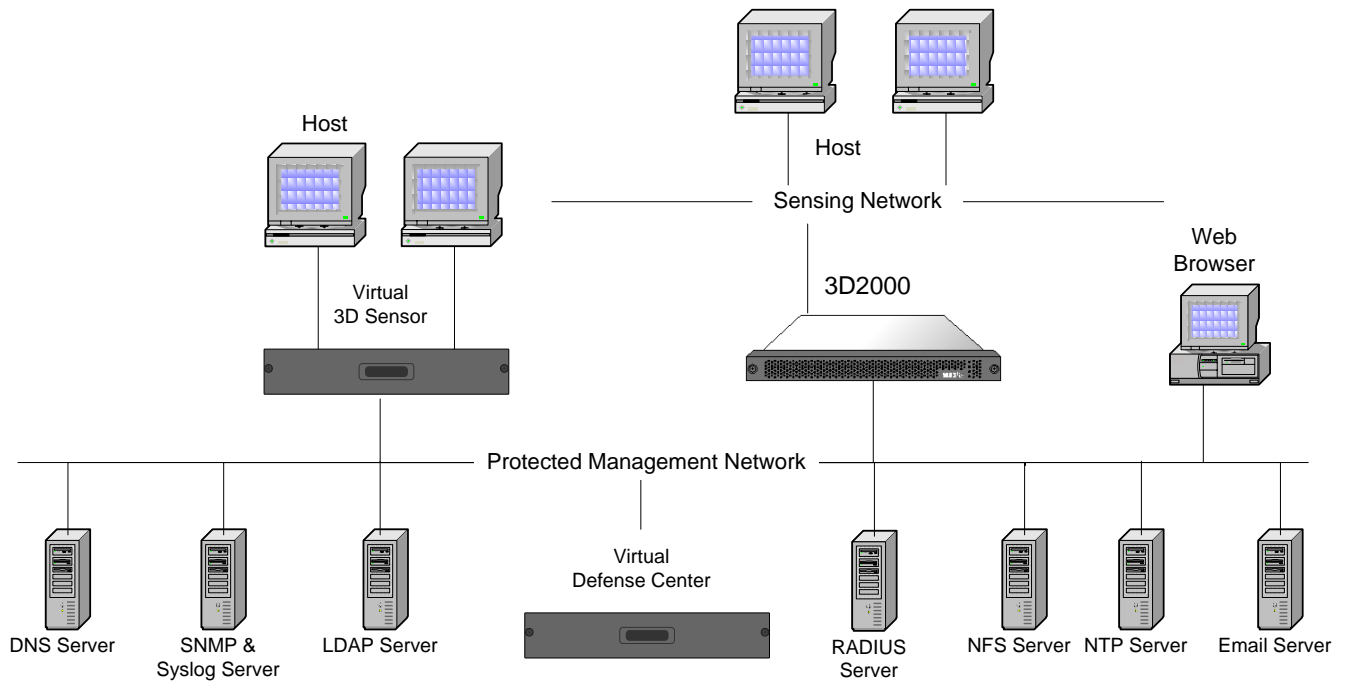 Host
Host
Sensing Network
Web
Browser
3D2000
Virtual
3D Sensor
Protected Management Network
Virtual
Defense Center
DNS Server
SNMP &
Syslog Server
LDAP Server
RADIUS
Server
NFS Server
NTP Server
Email Server